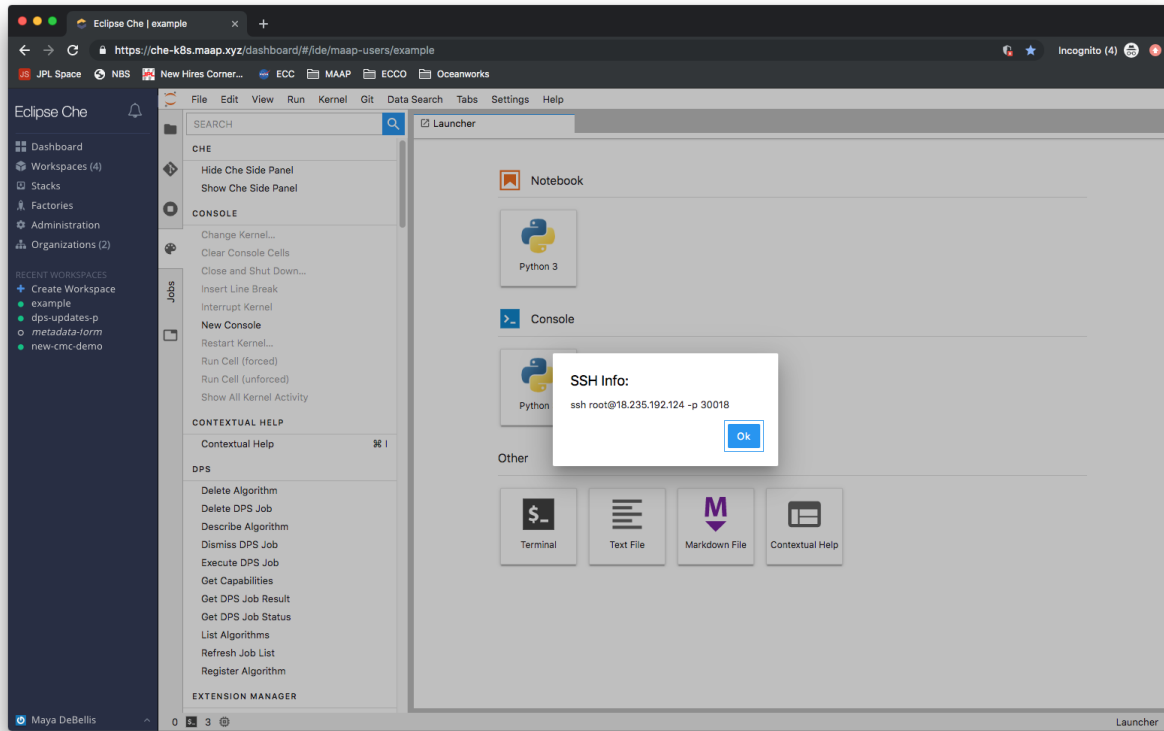 Eclipse Che | example
https://che-k8s.maap.xyz/dashboard/#/ide/maap-users/example
Incognito (4)
JS JPL Space NBS New Hires Corner... ECC MAAP ECCO Oceanworks
Eclipse Che
Dashboard
Workspaces (4)
Stacks
Factories
Administration
Organizations (2)
RECENT WORKSPACES
Create Workspace
example
dps-updates-p
metadata-form
new-cmc-demo
Maya DeBellis
File Edit View Run Kernel Git Data Search Tabs Settings Help
Jobs
SEARCH
CHE
Hide Che Side Panel
Show Che Side Panel
CONSOLE
Change Kernel...
Clear Console Cells
Close and Shut Down...
Insert Line Break
Interrupt Kernel
New Console
Restart Kernel...
Run Cell (forced)
Run Cell (unforced)
Show All Kernel Activity
CONTEXTUAL HELP
Contextual Help ⌘ I
DPS
Delete Algorithm
Delete DPS Job
Describe Algorithm
Dismiss DPS Job
Execute DPS Job
Get Capabilities
Get DPS Job Result
Get DPS Job Status
List Algorithms
Refresh Job List
Register Algorithm
EXTENSION MANAGER
Launcher
Notebook
Python 3
Console
Python
SSH Info:
ssh root@18.235.192.124 -p 30018
Ok
Other
$_
M
Terminal Text File Markdown File Contextual Help
0 3
Launcher